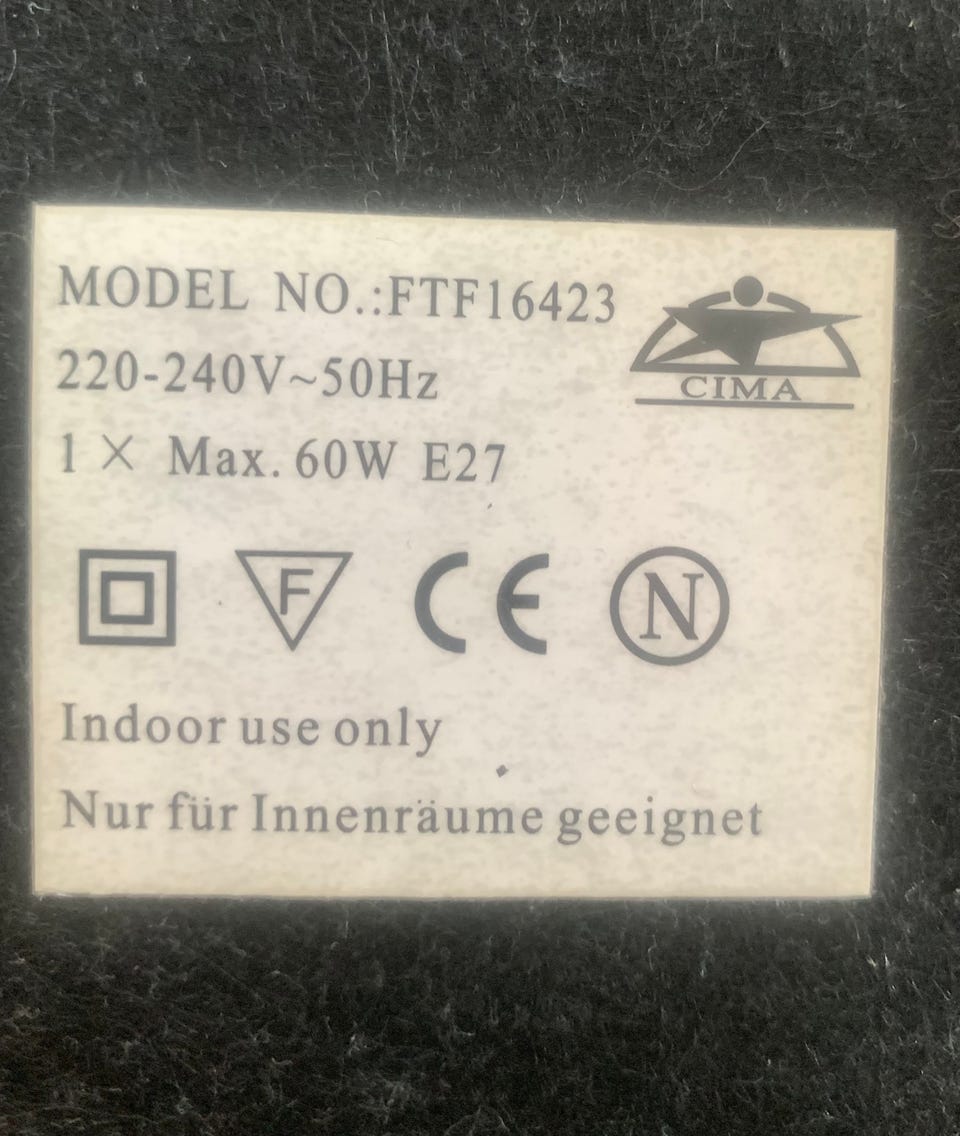 MODEL NO.:FTF16423
CIMA
220-240V~50Hz
1 × Max. 60W E27
F
CE
N
Indoor use only
Nur für Innenräume geeignet